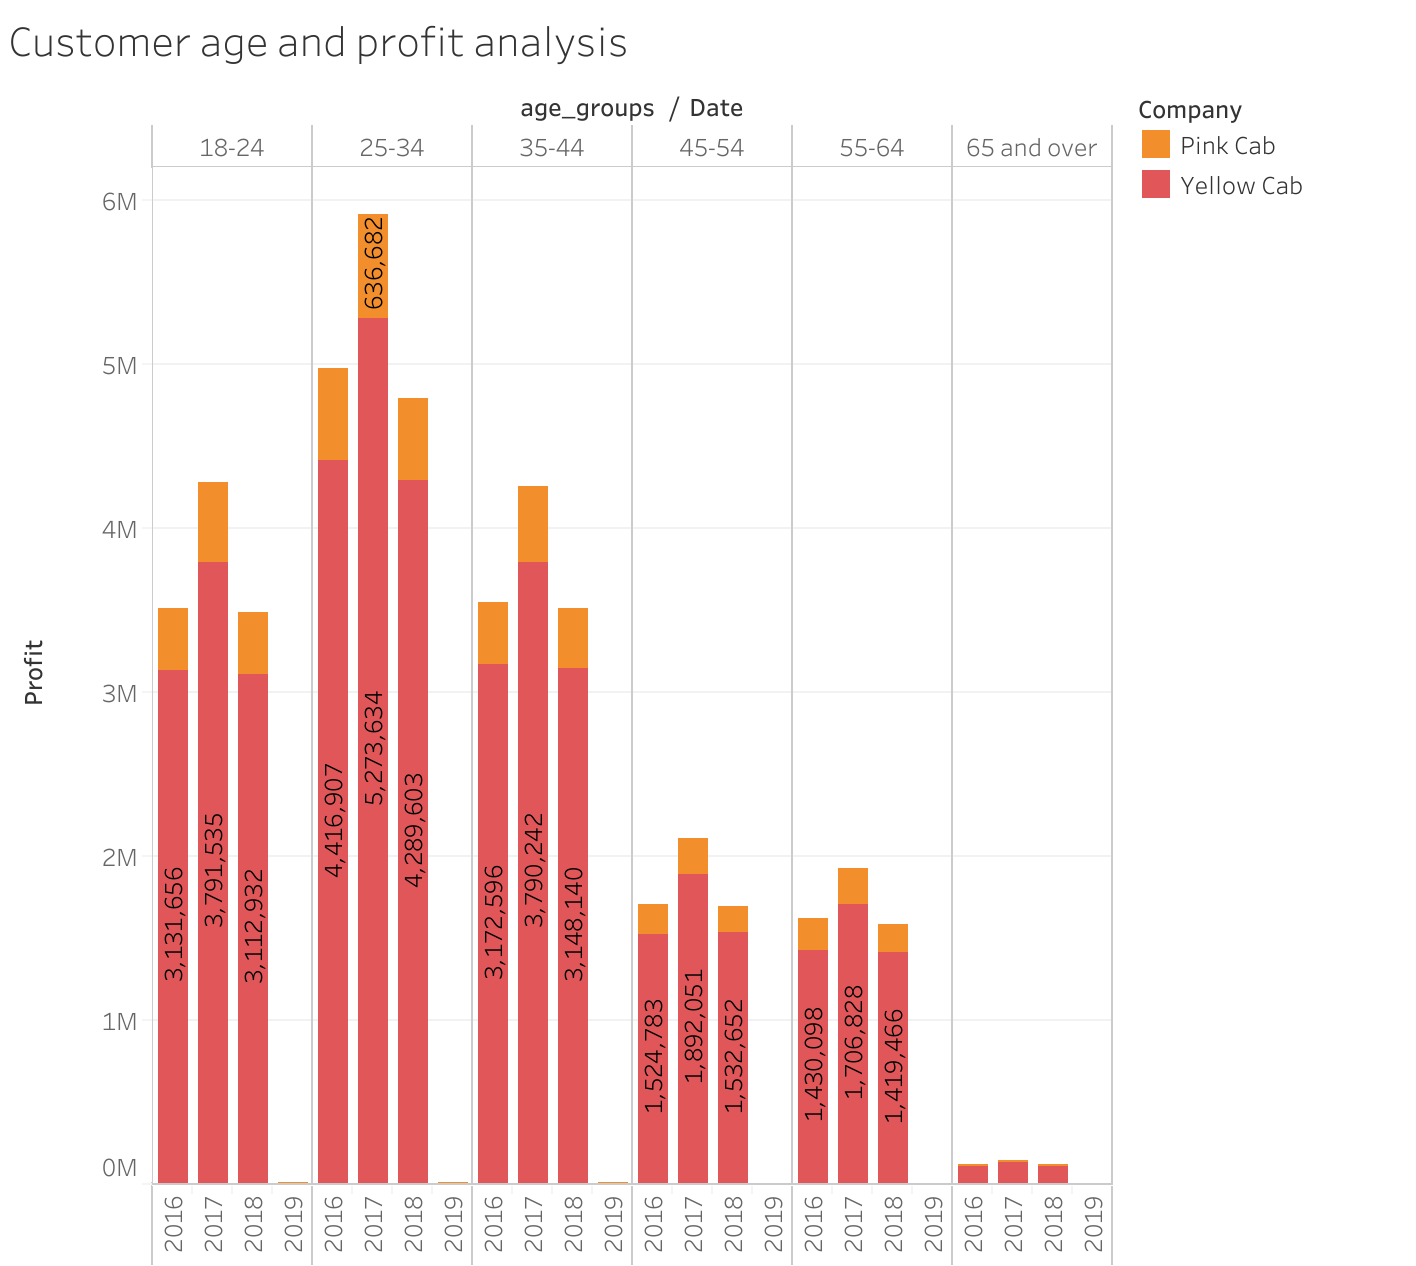 Customer age and profit analysis
age_groups / Date
Company
Pink Cab
Yellow Cab
18-24 25-34 35-44 45-54 55-64 65 and over
6M
5M
4M
3M
2M
1M
0M
Profit
3,131,656
3,791,535
3,112,932
4,416,907
636,682
5,273,634
4,289,603
3,172,596
3,790,242
3,148,140
1,524,783
1,892,051
1,532,652
1,430,098
1,706,828
1,419,466
2016 2017 2018 2019 2016 2017 2018 2019 2016 2017 2018 2019 2016 2017 2018 2019 2016 2017 2018 2019 2016 2017 2018 2019